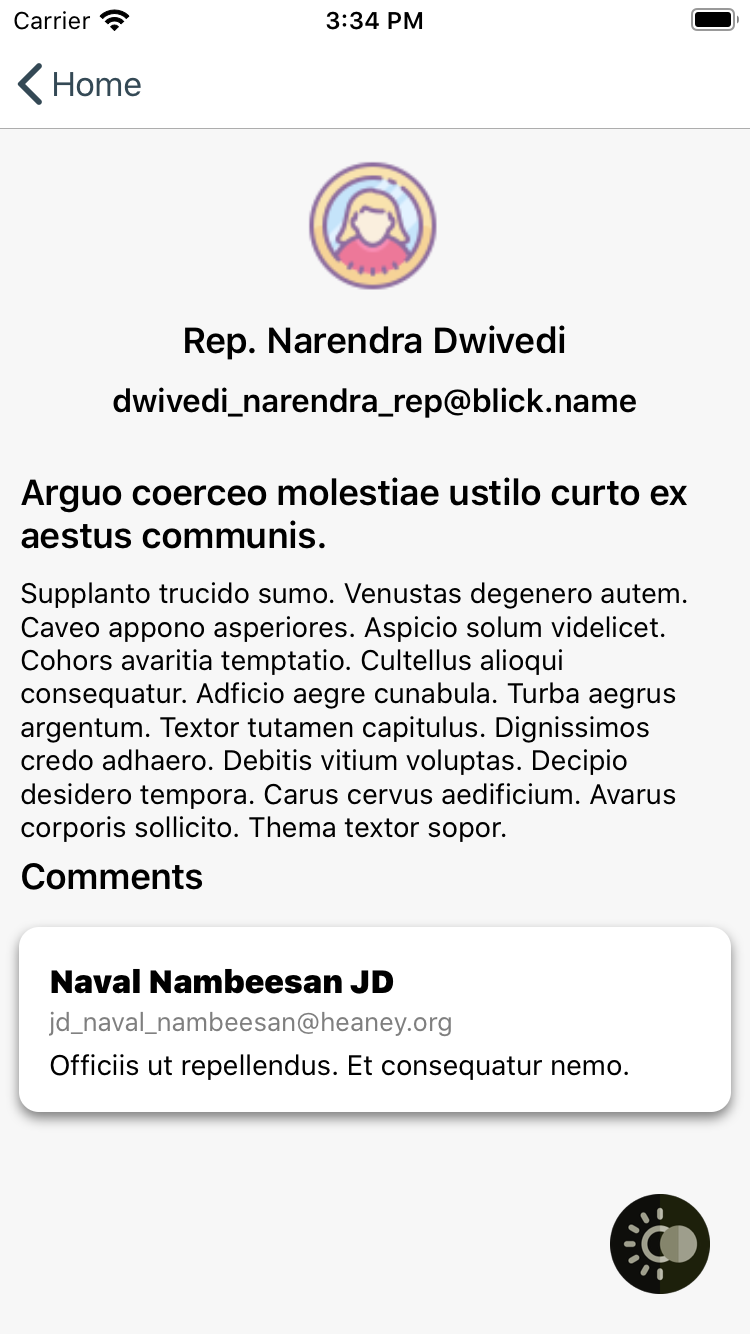 Carrier 3:34 PM
Home
Rep. Narendra Dwivedi
dwivedi_narendra_rep@blick.name
Arguo coerceo molestiae ustilo curto ex
aestus communis.
Supplanto trucido sumo. Venustas degenero autem.
Caveo appono asperiores. Aspicio solum videlicet.
Cohors avaritia temptatio. Cultellus alioqui
consequatur. Adficio aegre cunabula. Turba aegrus
argentum. Textor tutamen capitulus. Dignissimos
credo adhaero. Debitis vitium voluptas. Decipio
desidero tempora. Carus cervus aedificium. Avarus
corporis sollicito. Thema textor sopor.
Comments
Naval Nambeesan JD
jd_naval_nambeesan@heaney.org
Officiis ut repellendus. Et consequatur nemo.